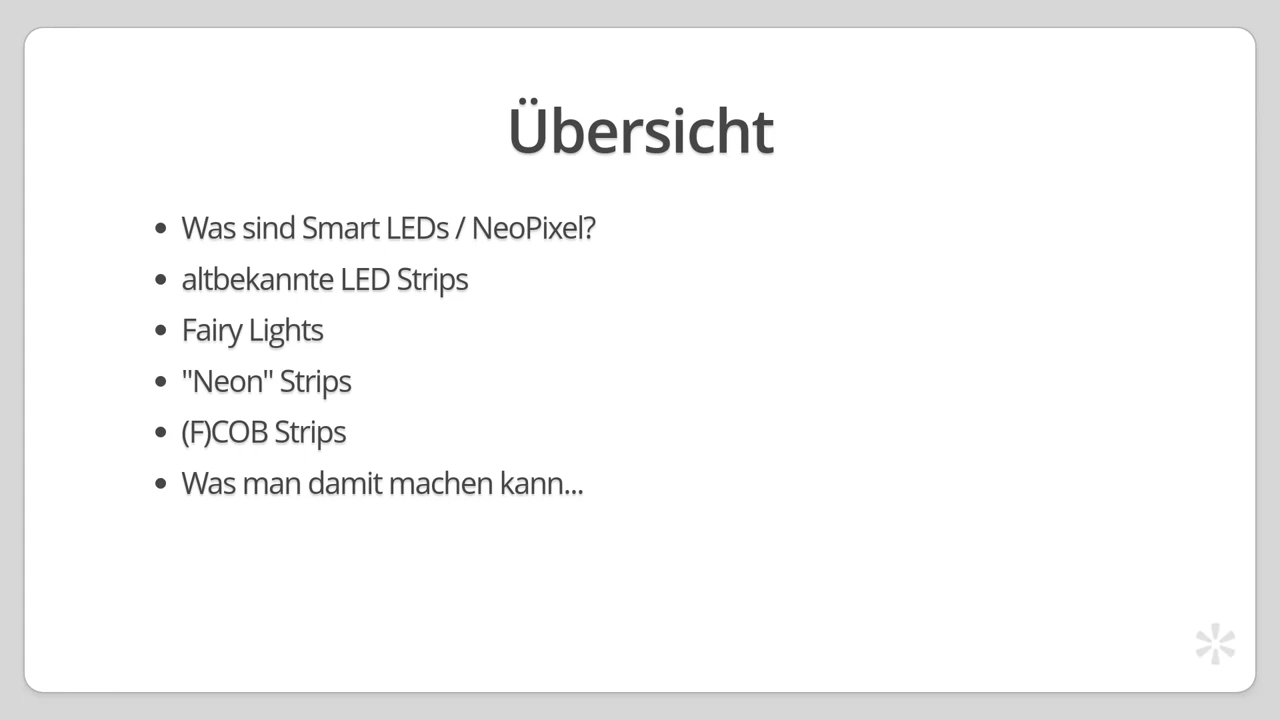 Übersicht
Was sind Smart LEDs / NeoPixel?
altbekannte LED Strips
Fairy Lights
"Neon" Strips
(F)COB Strips
Was man damit machen kann...